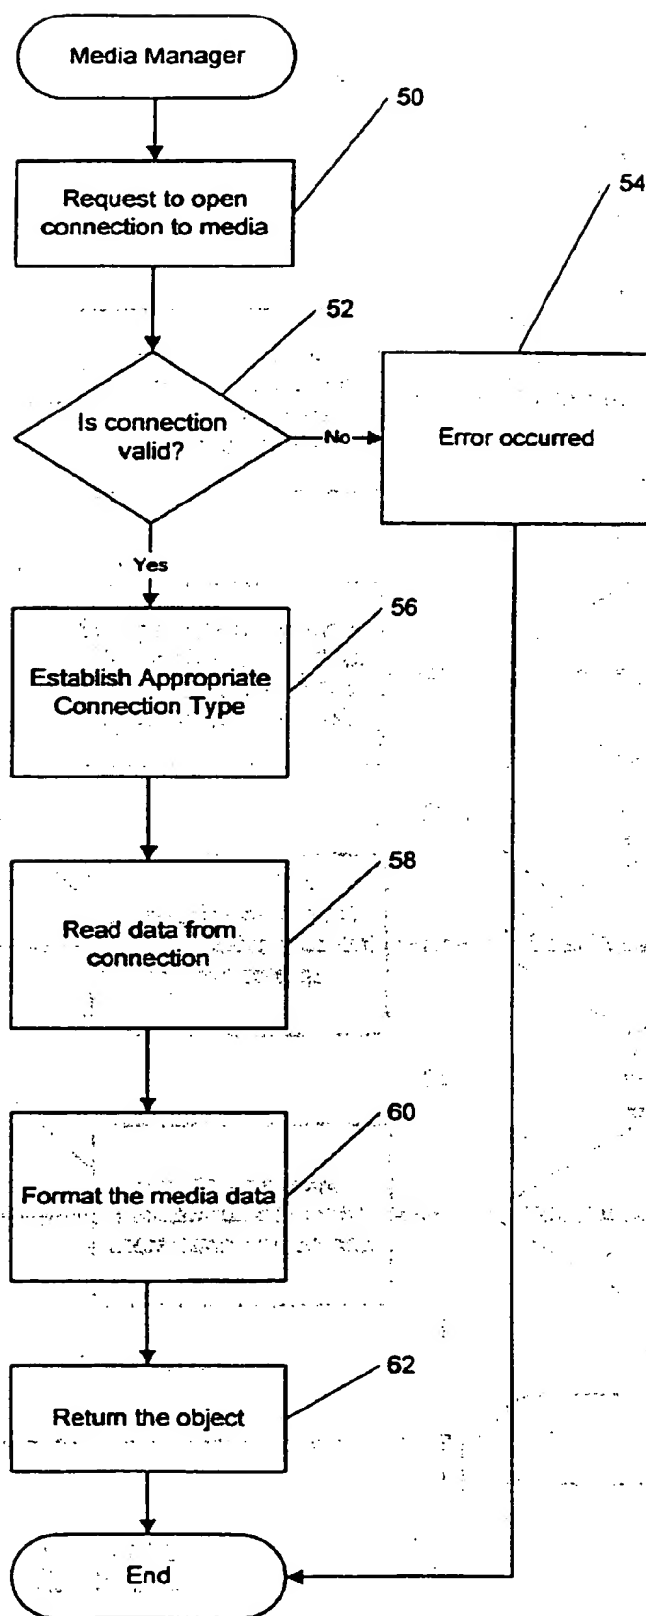 Media Manager
50
Request to open
connection to media
54
52
Is connection
valid?
No
Error occurred
Yes
56
Establish Appropriate
Connection Type
58
Read data from
connection
60
Format the media data
62
Return the object
End